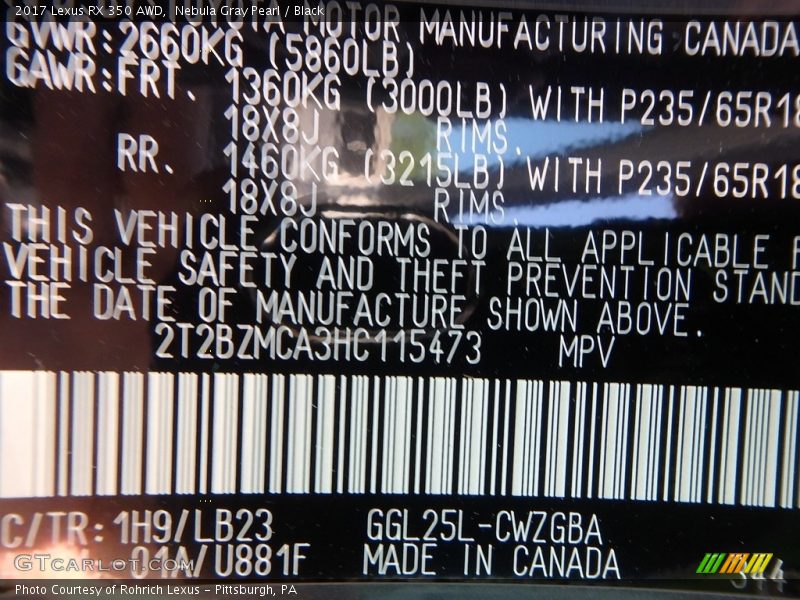 2017 Lexus RX 350 AWD, Nebula Gray Pearl / Black
MOTOR MANUFACTURING CANADA
GVWR:2660KG (5860LB)
GAWR:FRT. 1360KG (3000LB) WITH P235/65R18
18X8J RIMS.
RR. 1460KG (3215LB) WITH P235/65R18
18X8J RIMS.
THIS VEHICLE CONFORMS TO ALL APPLICABLE F
VEHICLE SAFETY AND THEFT PREVENTION STAND
THE DATE OF MANUFACTURE SHOWN ABOVE.
2T2BZMCA3HC115473 MPV
C/TR:1H9/LB23 GGL25L-CWZGBA
01A/U881F MADE IN CANADA
GTCarlot.com
344
Photo Courtesy of Rohrich Lexus - Pittsburgh, PA